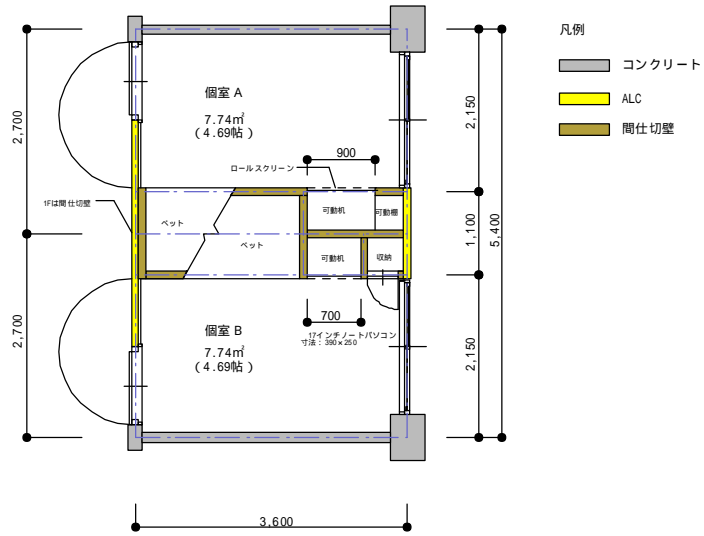 凡例
コンクリート
ALC
間仕切壁
2,700
2,700
個室 A
7.74㎡
(4.69帖)
ロールスクリーン
900
1Fは間仕切壁
ベット
ベット
可動机
可動棚
可動机
収納
700
17インチノートパソコン
寸法：390×250
個室 B
7.74㎡
(4.69帖)
2,150
1,100
2,150
5,400
3,600